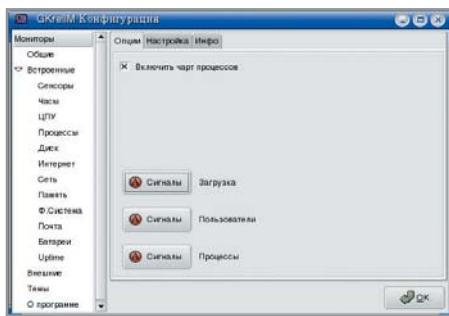 GKrellM Конфигурация
Мониторы
Общие
Встроенные
Сенсоры
Часы
ЦПУ
Процессы
Диск
Интернет
Сеть
Память
Ф.Система
Почта
Батареи
Uptime
Внешние
Темы
О програмне
Опции Настройка Инфо
Включить чарт процессов
Сигналы Загрузка
Сигналы Пользователи
Сигналы Процессы
OK